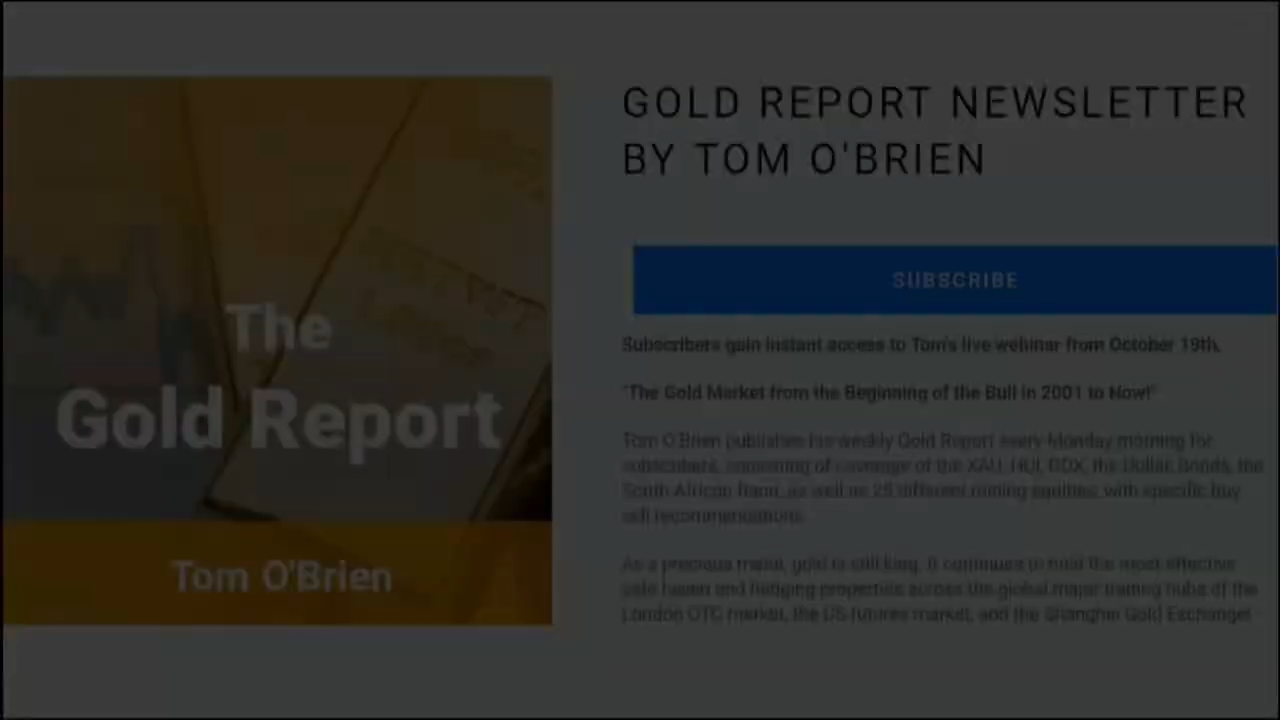 GOLD REPORT NEWSLETTER
BY TOM O'BRIEN
SUBSCRIBE
Subscribers gain instant access to Tom's live webinar from October 19th,
"The Gold Market from the Beginning of the Bull in 2001 to Now!"
Tom O'Brien publishes his weekly Gold Report every Monday morning for
subscribers, consisting of coverage of the XAU, HUI, GDX, the Dollar, Bonds, the
South African Rand, as well as 25 different mining equities, with specific buy
sell recommendations.
As a precious metal, gold is still king. It continues to hold the most effective
safe haven and hedging properties across the global major trading hubs of the
London OTC market, the US futures market, and the Shanghai Gold Exchange!
The
Gold Report
Tom O'Brien